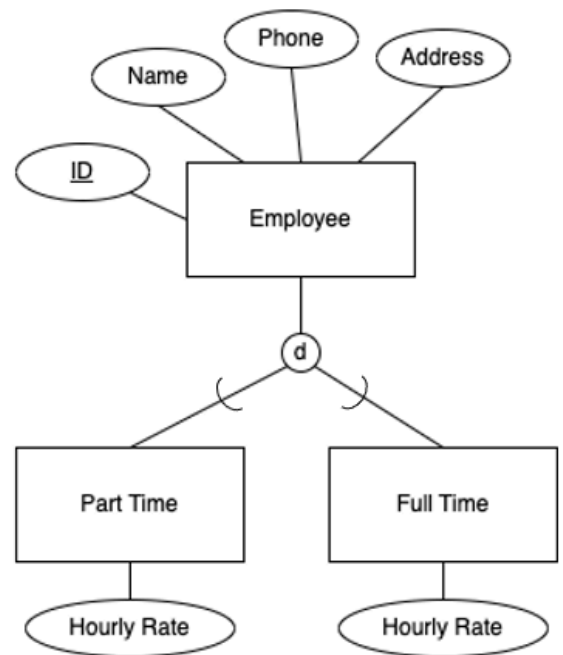 Phone
Name
Address
ID
Employee
d
Part Time
Full Time
Hourly Rate
Hourly Rate